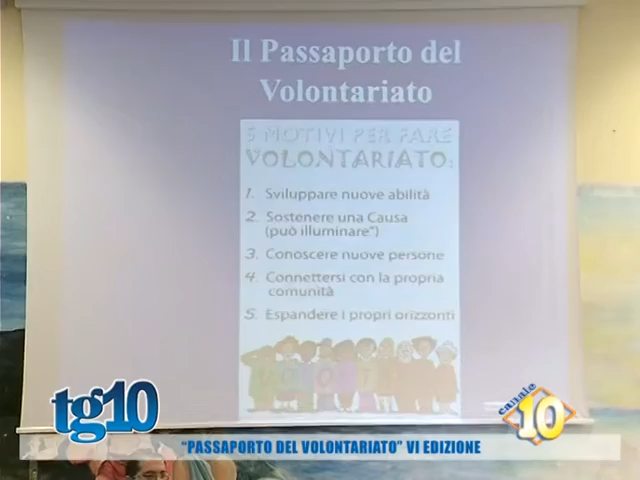 Il Passaporto del
Volontariato
5 MOTIVI PER FARE
VOLONTARIATO:
1. Sviluppare nuove abilità
2. Sostenere una Causa
(può illuminare")
3. Conoscere nuove persone
4. Connettersi con la propria
comunità
5. Espandere i propri orizzonti
tg10
canale
10
"PASSAPORTO DEL VOLONTARIATO" VI EDIZIONE